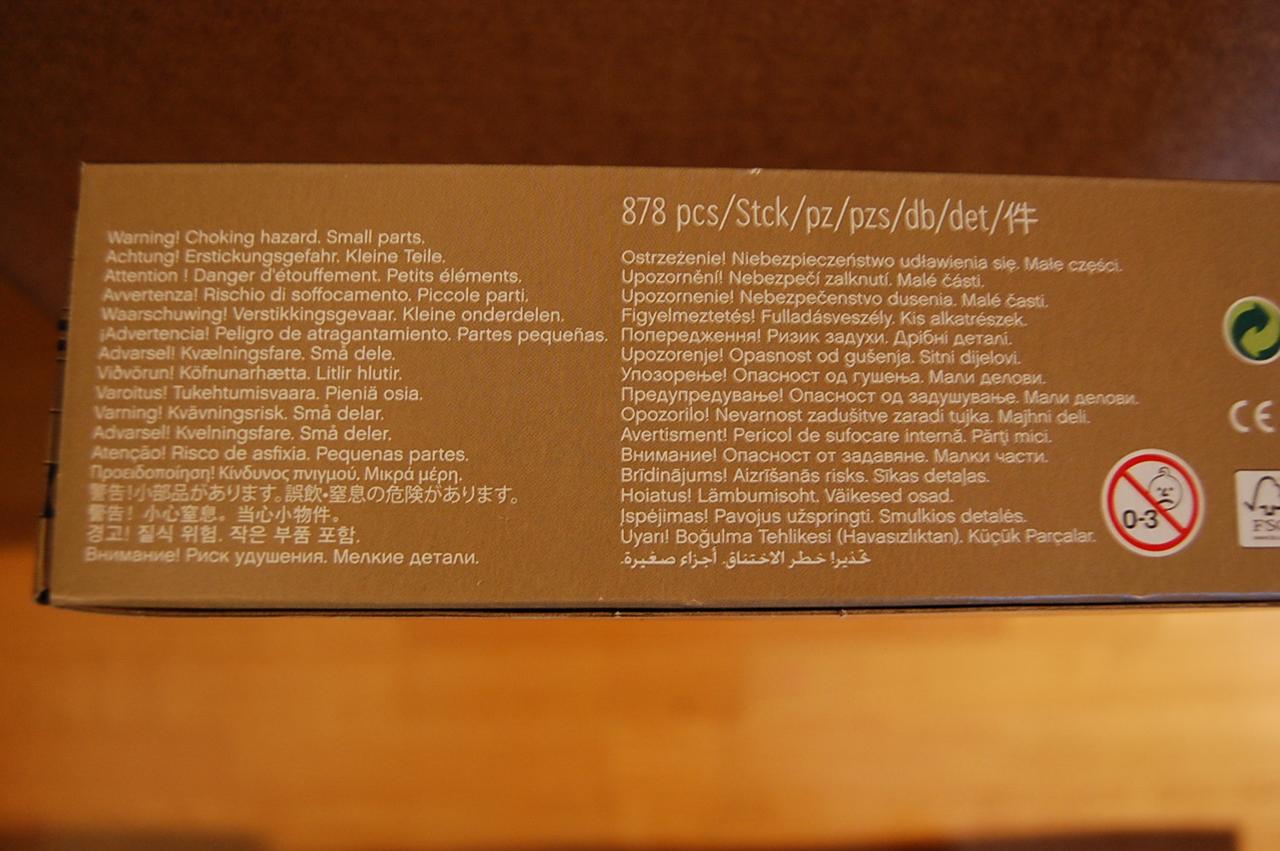 878 pcs/Stck/pz/pzs/db/det/件
Warning! Choking hazard. Small parts.
Achtung! Erstickungsgefahr. Kleine Teile.
Attention ! Danger d'étouffement. Petits éléments.
Avvertenza! Rischio di soffocamento. Piccole parti.
Waarschuwing! Verstikkingsgevaar. Kleine onderdelen.
¡Advertencia! Peligro de atragantamiento. Partes pequeñas.
Advarsel! Kvælningsfare. Små dele.
Viðvörun! Köfnunarhætta. Litlir hlutir.
Varoitus! Tukehtumisvaara. Pieniä osia.
Varning! Kvävningsrisk. Små delar.
Advarsel! Kvelningsfare. Små deler.
Atenção! Risco de asfixia. Pequenas partes.
Προειδοποίηση! Κίνδυνος πνιγμού. Μικρά μέρη.
警告!小部品があります。誤飲・窒息の危険があります。
警告！小心窒息。当心小物件。
경고! 질식 위험. 작은 부품 포함.
Внимание! Риск удушения. Мелкие детали.
Ostrzeżenie! Niebezpieczeństwo udławienia się. Małe części.
Upozornění! Nebezpečí zalknutí. Malé části.
Upozornenie! Nebezpečenstvo dusenia. Malé časti.
Figyelmeztetés! Fulladásveszély. Kis alkatrészek.
Попередження! Ризик задухи. Дрібні деталі.
Upozorenje! Opasnost od gušenja. Sitni dijelovi.
Упозорење! Опасност од гушења. Мали делови.
Предупредување! Опасност од задушување. Мали делови.
Opozorilo! Nevarnost zadušitve zaradi tujka. Majhni deli.
Avertisment! Pericol de sufocare internă. Părţi mici.
Внимание! Опасност от задавяне. Малки части.
Brīdinājums! Aizrīšanās risks. Sīkas detaļas.
Hoiatus! Lämbumisoht. Väikesed osad.
Įspėjimas! Pavojus užspringti. Smulkios detalės.
Uyarı! Boğulma Tehlikesi (Havasızlıktan). Küçük Parçalar.
تحذير! خطر الاختناق. أجزاء صغيرة.
0-3
CE
FSC